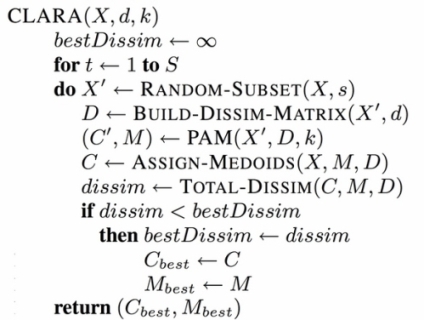 CLARA(X, d, k)
bestDissim ← ∞
for t ← 1 to S
do X′ ← RANDOM-SUBSET(X, s)
D ← BUILD-DISSIM-MATRIX(X′, d)
(C′, M) ← PAM(X′, D, k)
C ← ASSIGN-MEDOIDS(X, M, D)
dissim ← TOTAL-DISSIM(C, M, D)
if dissim < bestDissim
then bestDissim ← dissim
C_best ← C
M_best ← M
return (C_best, M_best)